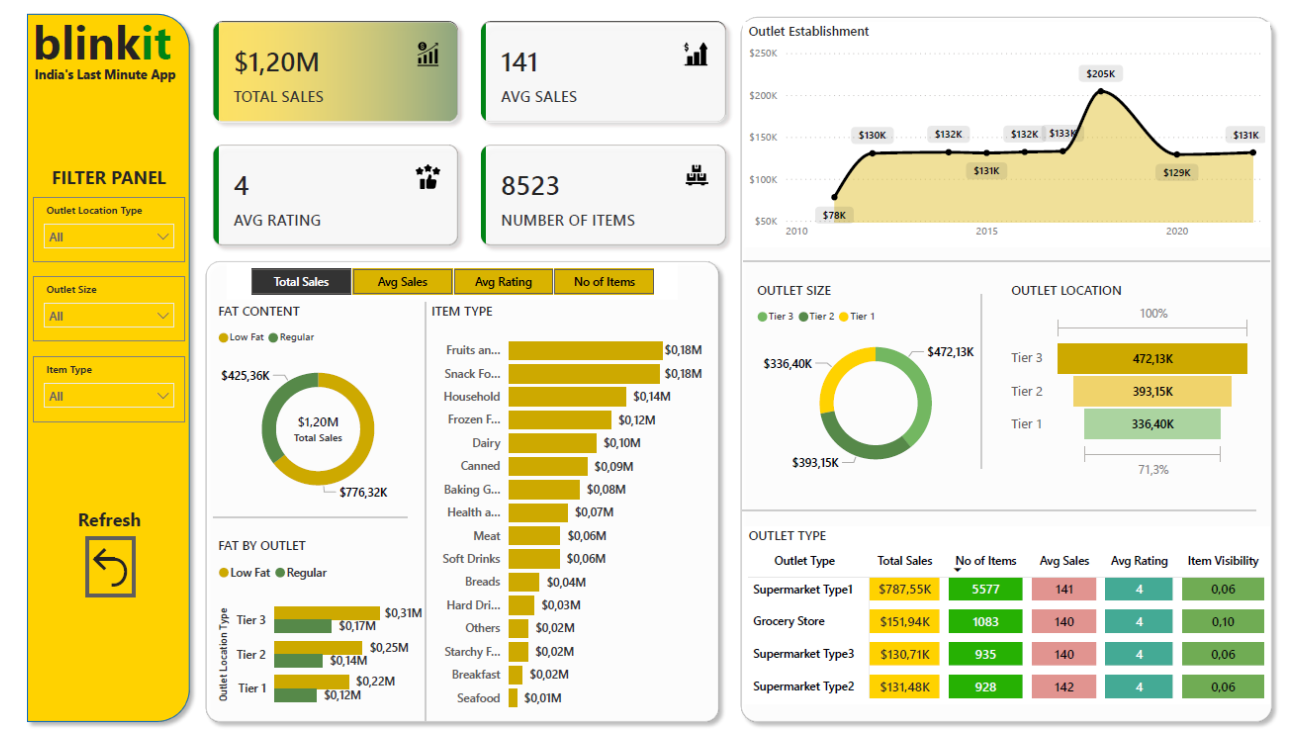 blinkit
India's Last Minute App
FILTER PANEL
Outlet Location Type
All
Outlet Size
All
Item Type
All
Refresh
$1,20M
TOTAL SALES
141
AVG SALES
4
AVG RATING
8523
NUMBER OF ITEMS
Total Sales
Avg Sales
Avg Rating
No of Items
FAT CONTENT
Low Fat
Regular
$425,36K
$1,20M
Total Sales
$776,32K
FAT BY OUTLET
Low Fat
Regular
Outlet Location Type
Tier 3
$0,31M
$0,17M
Tier 2
$0,25M
$0,14M
Tier 1
$0,22M
$0,12M
ITEM TYPE
Fruits an... $0,18M
Snack Fo... $0,18M
Household $0,14M
Frozen F... $0,12M
Dairy $0,10M
Canned $0,09M
Baking G... $0,08M
Health a... $0,07M
Meat $0,06M
Soft Drinks $0,06M
Breads $0,04M
Hard Dri... $0,03M
Others $0,02M
Starchy F... $0,02M
Breakfast $0,02M
Seafood $0,01M
Outlet Establishment
$250K
$200K
$150K
$100K
$50K
$78K
$130K
$132K
$131K
$132K
$133K
$205K
$129K
$131K
2010
2015
2020
OUTLET SIZE
Tier 3
Tier 2
Tier 1
$336,40K
$472,13K
$393,15K
OUTLET LOCATION
100%
Tier 3 472,13K
Tier 2 393,15K
Tier 1 336,40K
71,3%
OUTLET TYPE
Outlet Type Total Sales No of Items Avg Sales Avg Rating Item Visibility
Supermarket Type1 $787,55K 5577 141 4 0,06
Grocery Store $151,94K 1083 140 4 0,10
Supermarket Type3 $130,71K 935 140 4 0,06
Supermarket Type2 $131,48K 928 142 4 0,06